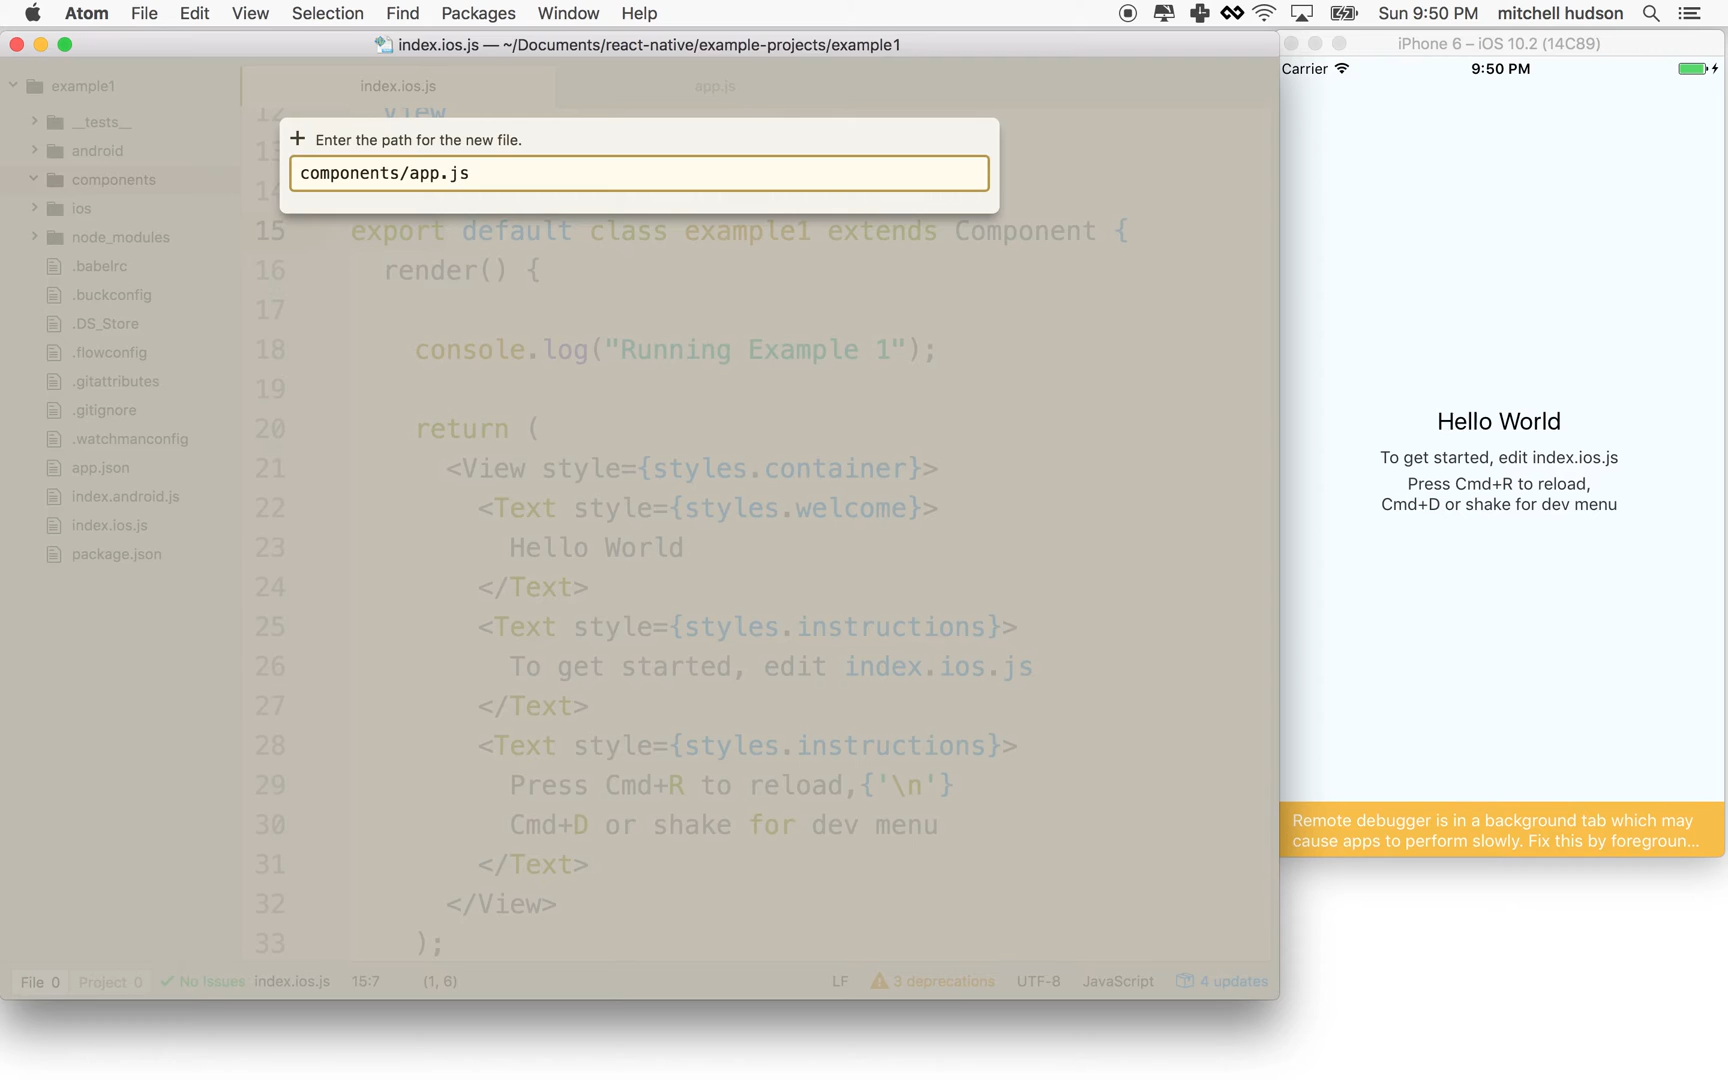 Atom File Edit View Selection Find Packages Window Help Sun 9:50 PM mitchell hudson
index.ios.js — ~/Documents/react-native/example-projects/example1
example1
__tests__
android
components
ios
node_modules
.babelrc
.buckconfig
.DS_Store
.flowconfig
.gitattributes
.gitignore
.watchmanconfig
app.json
index.android.js
index.ios.js
package.json
index.ios.js app.js
Enter the path for the new file.
components/app.js
12 View
13
14
15 export default class example1 extends Component {
16 render() {
17
18 console.log("Running Example 1");
19
20 return (
21 <View style={styles.container}>
22 <Text style={styles.welcome}>
23 Hello World
24 </Text>
25 <Text style={styles.instructions}>
26 To get started, edit index.ios.js
27 </Text>
28 <Text style={styles.instructions}>
29 Press Cmd+R to reload,{'\n'}
30 Cmd+D or shake for dev menu
31 </Text>
32 </View>
33 );
File 0 Project 0 No Issues index.ios.js 15:7 (1, 6) LF 3 deprecations UTF-8 JavaScript 4 updates
iPhone 6 – iOS 10.2 (14C89)
Carrier 9:50 PM
Hello World
To get started, edit index.ios.js
Press Cmd+R to reload,
Cmd+D or shake for dev menu
Remote debugger is in a background tab which may
cause apps to perform slowly. Fix this by foregroun...